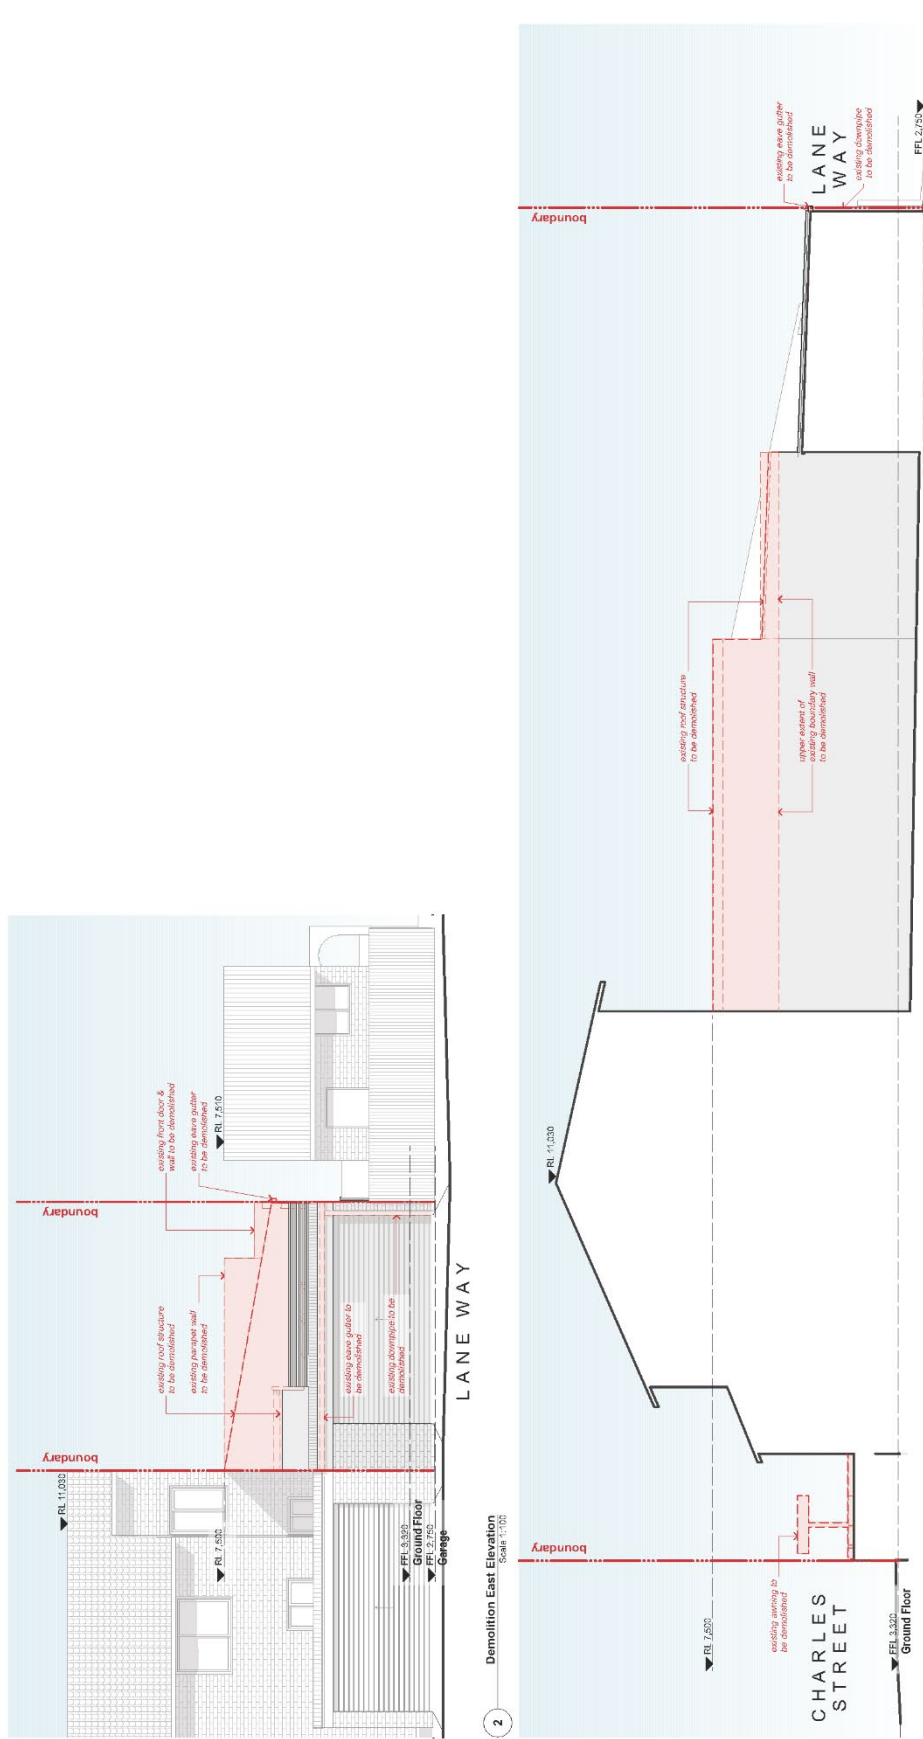 RL 11,030
RL 7,500
FFL 3,320
Ground Floor
FFL 2,750
Garage
boundary
existing roof structure
to be demolished
existing parapet wall
to be demolished
existing front door &
wall to be demolished
existing eave gutter
to be demolished
boundary
RL 7,510
existing eave gutter to
be demolished
existing downpipe to be
demolished
LANE WAY
2
Demolition East Elevation
Scale 1:100
CHARLES
STREET
RL 7,500
FFL 3,320
Ground Floor
existing awning to
be demolished
boundary
RL 11,030
existing roof structure
to be demolished
upper extent of
existing boundary wall
to be demolished
boundary
existing eave gutter
to be demolished
LANE
WAY
existing downpipe
to be demolished
FFL 2,750